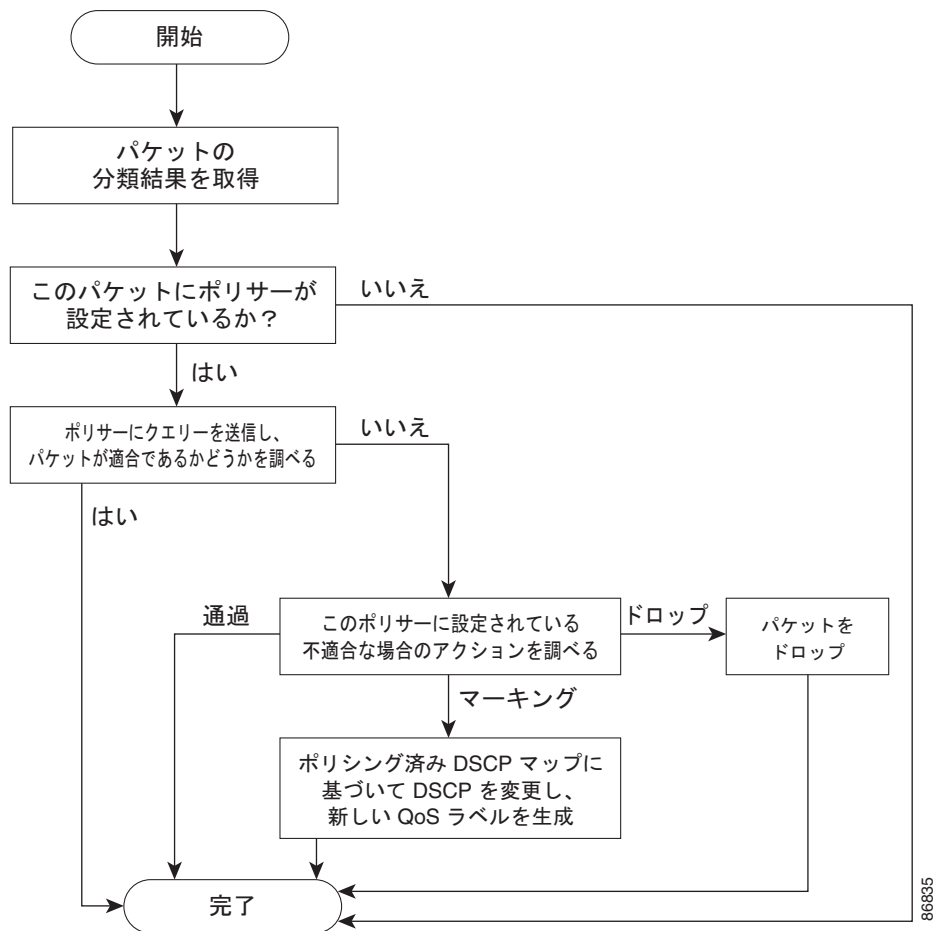 開始
パケットの
分類結果を取得
このパケットにポリサーが
設定されているか？
いいえ
はい
ポリサーにクエリーを送信し、
パケットが適合であるかどうかを調べる
いいえ
はい
通過
このポリサーに設定されている
不適合な場合のアクションを調べる
ドロップ
パケットを
ドロップ
マーキング
ポリシング済み DSCP マップに
基づいて DSCP を変更し、
新しい QoS ラベルを生成
完了
86835